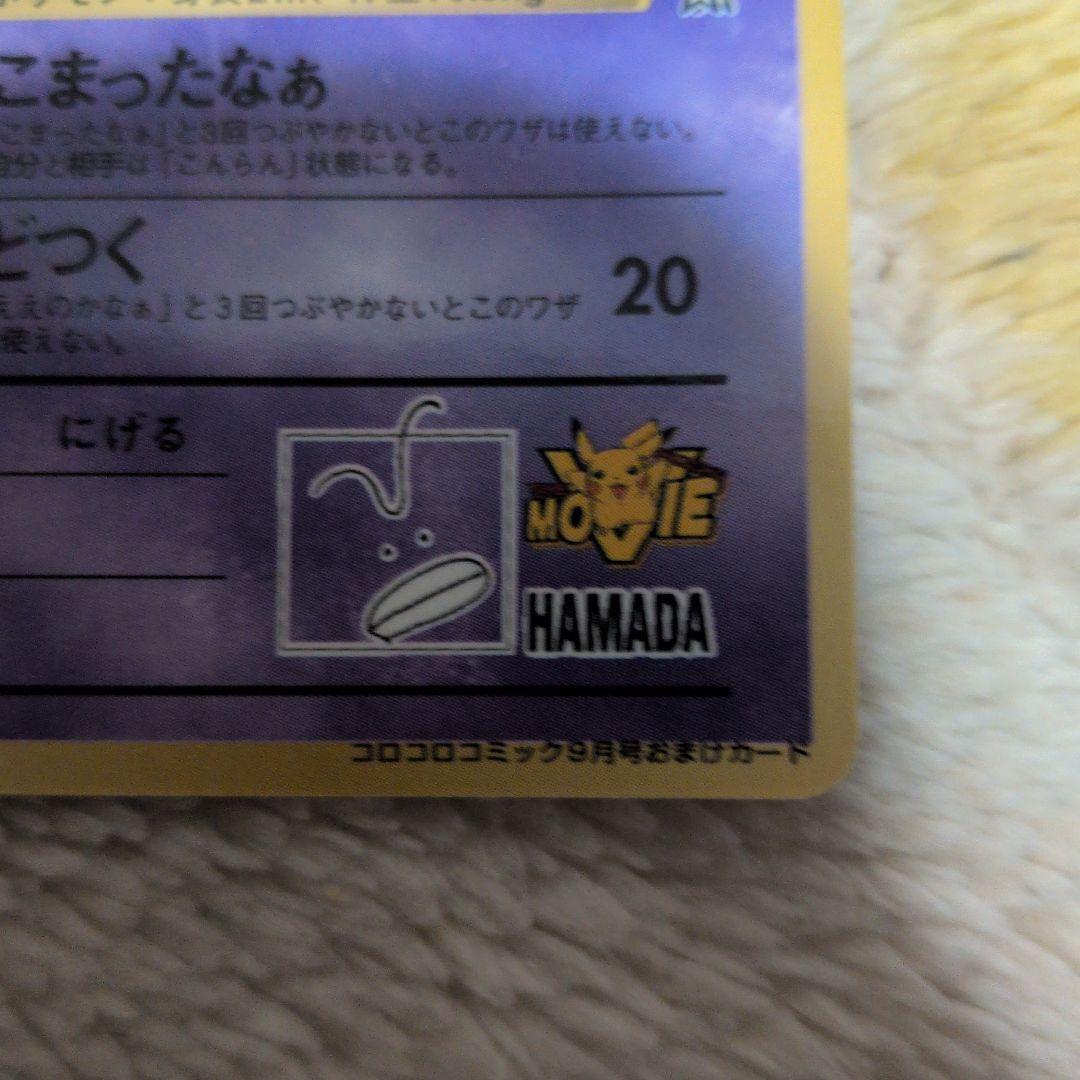 こまったなぁ
こまったなぁ」と3回つぶやかないとこのワザは使えない。
自分と相手は「こんらん」状態になる。
どつく
20
ええのかなぁ」と3回つぶやかないとこのワザ
使えない。
にげる
MOVIE
HAMADA
コロコロコミック9月号おまけカード